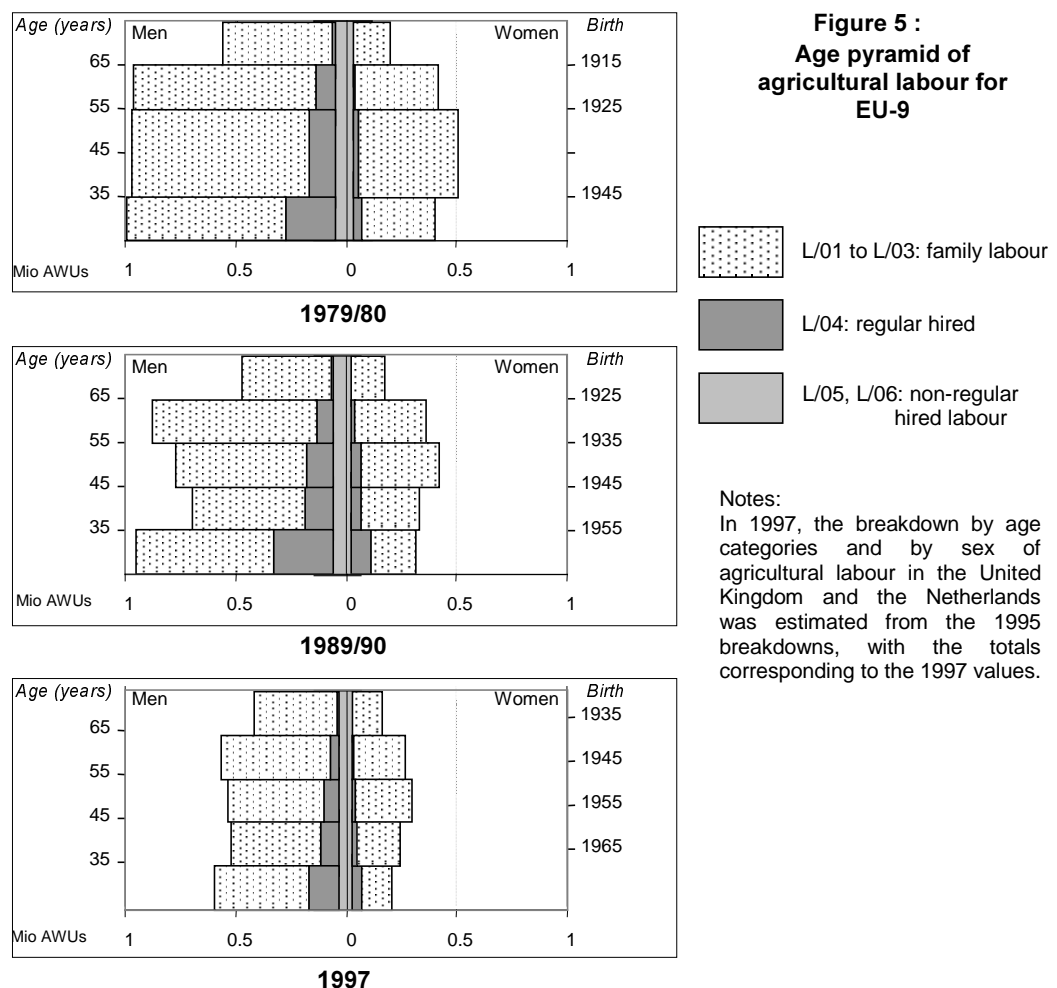 Figure 5 :
Age pyramid of
agricultural labour for
EU-9
Age (years) Men Women Birth
65 1915
55 1925
45
35 1945
Mio AWUs 1 0.5 0 0.5 1
1979/80
L/01 to L/03: family labour
L/04: regular hired
L/05, L/06: non-regular
hired labour
Age (years) Men Women Birth
65 1925
55 1935
45 1945
35 1955
Mio AWUs 1 0.5 0 0.5 1
1989/90
Notes:
In 1997, the breakdown by age
categories and by sex of
agricultural labour in the United
Kingdom and the Netherlands
was estimated from the 1995
breakdowns, with the totals
corresponding to the 1997 values.
Age (years) Men Women Birth
65 1935
55 1945
45 1955
35 1965
Mio AWUs 1 0.5 0 0.5 1
1997